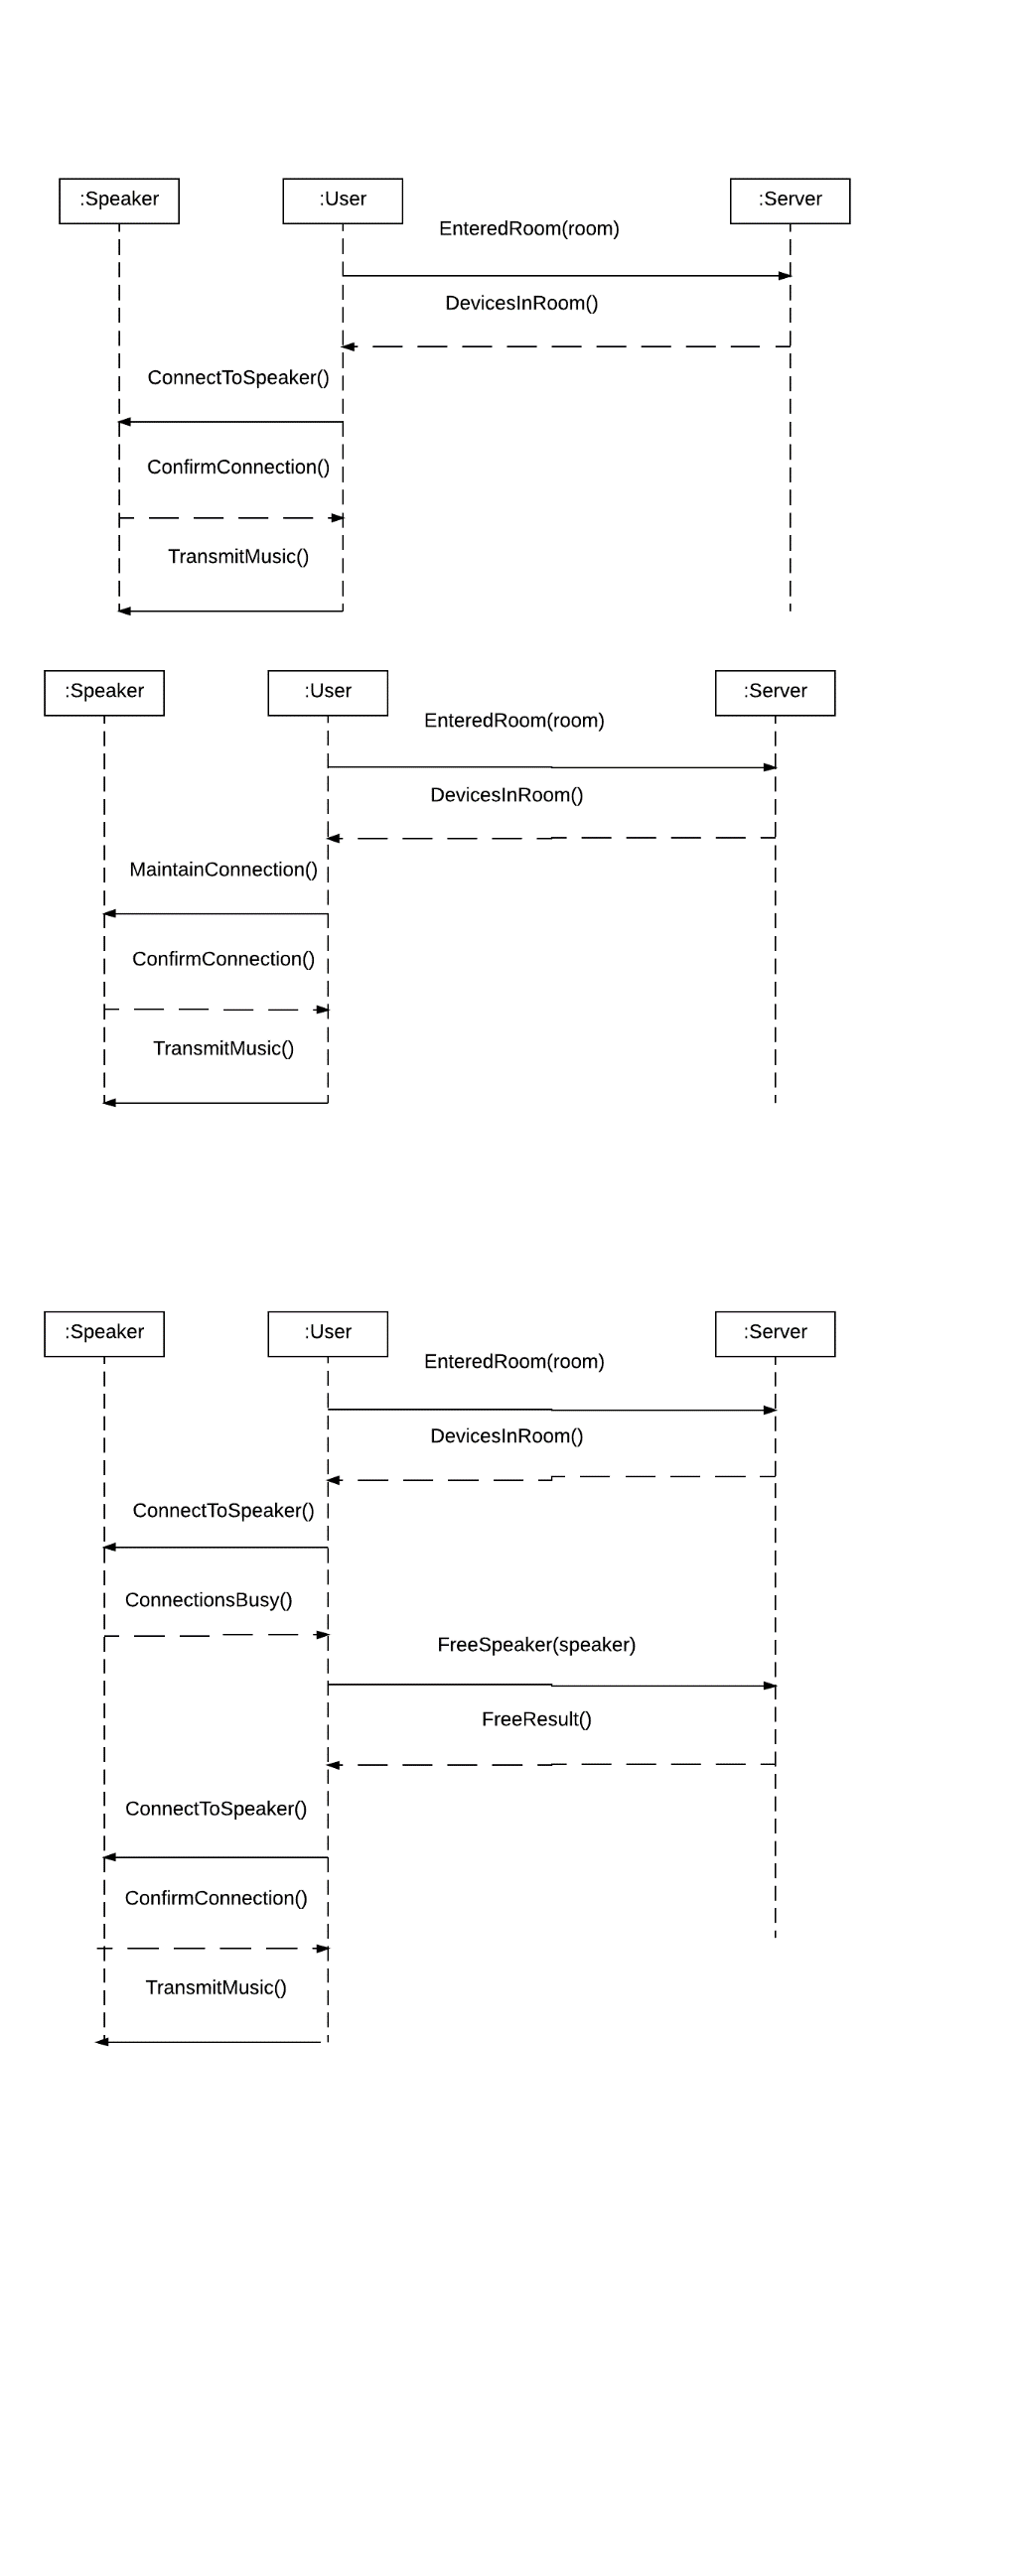 :Speaker
:User
:Server
EnteredRoom(room)
DevicesInRoom()
ConnectToSpeaker()
ConfirmConnection()
TransmitMusic()
:Speaker
:User
:Server
EnteredRoom(room)
DevicesInRoom()
MaintainConnection()
ConfirmConnection()
TransmitMusic()
:Speaker
:User
:Server
EnteredRoom(room)
DevicesInRoom()
ConnectToSpeaker()
ConnectionsBusy()
FreeSpeaker(speaker)
FreeResult()
ConnectToSpeaker()
ConfirmConnection()
TransmitMusic()